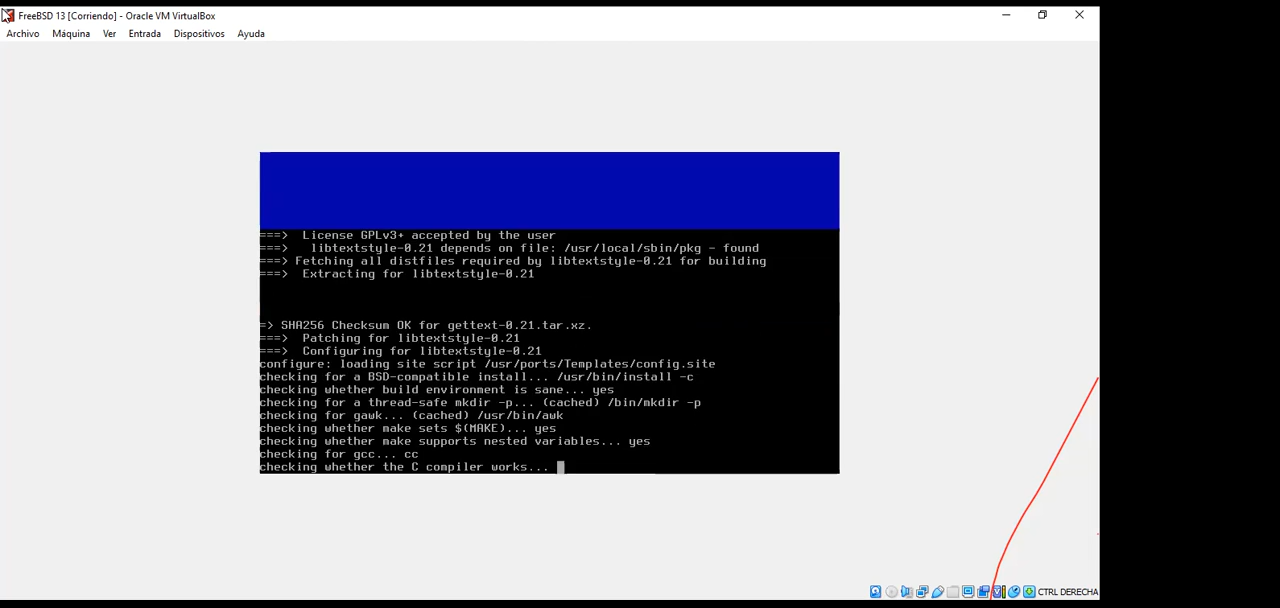 FreeBSD 13 [Corriendo] - Oracle VM VirtualBox
Archivo Máquina Ver Entrada Dispositivos Ayuda
===>  License GPLv3+ accepted by the user
===>   libtextstyle-0.21 depends on file: /usr/local/sbin/pkg - found
===> Fetching all distfiles required by libtextstyle-0.21 for building
===>  Extracting for libtextstyle-0.21
=> SHA256 Checksum OK for gettext-0.21.tar.xz.
===>  Patching for libtextstyle-0.21
===>  Configuring for libtextstyle-0.21
configure: loading site script /usr/ports/Templates/config.site
checking for a BSD-compatible install... /usr/bin/install -c
checking whether build environment is sane... yes
checking for a thread-safe mkdir -p... (cached) /bin/mkdir -p
checking for gawk... (cached) /usr/bin/awk
checking whether make sets $(MAKE)... yes
checking whether make supports nested variables... yes
checking for gcc... cc
checking whether the C compiler works...
CTRL DERECHA